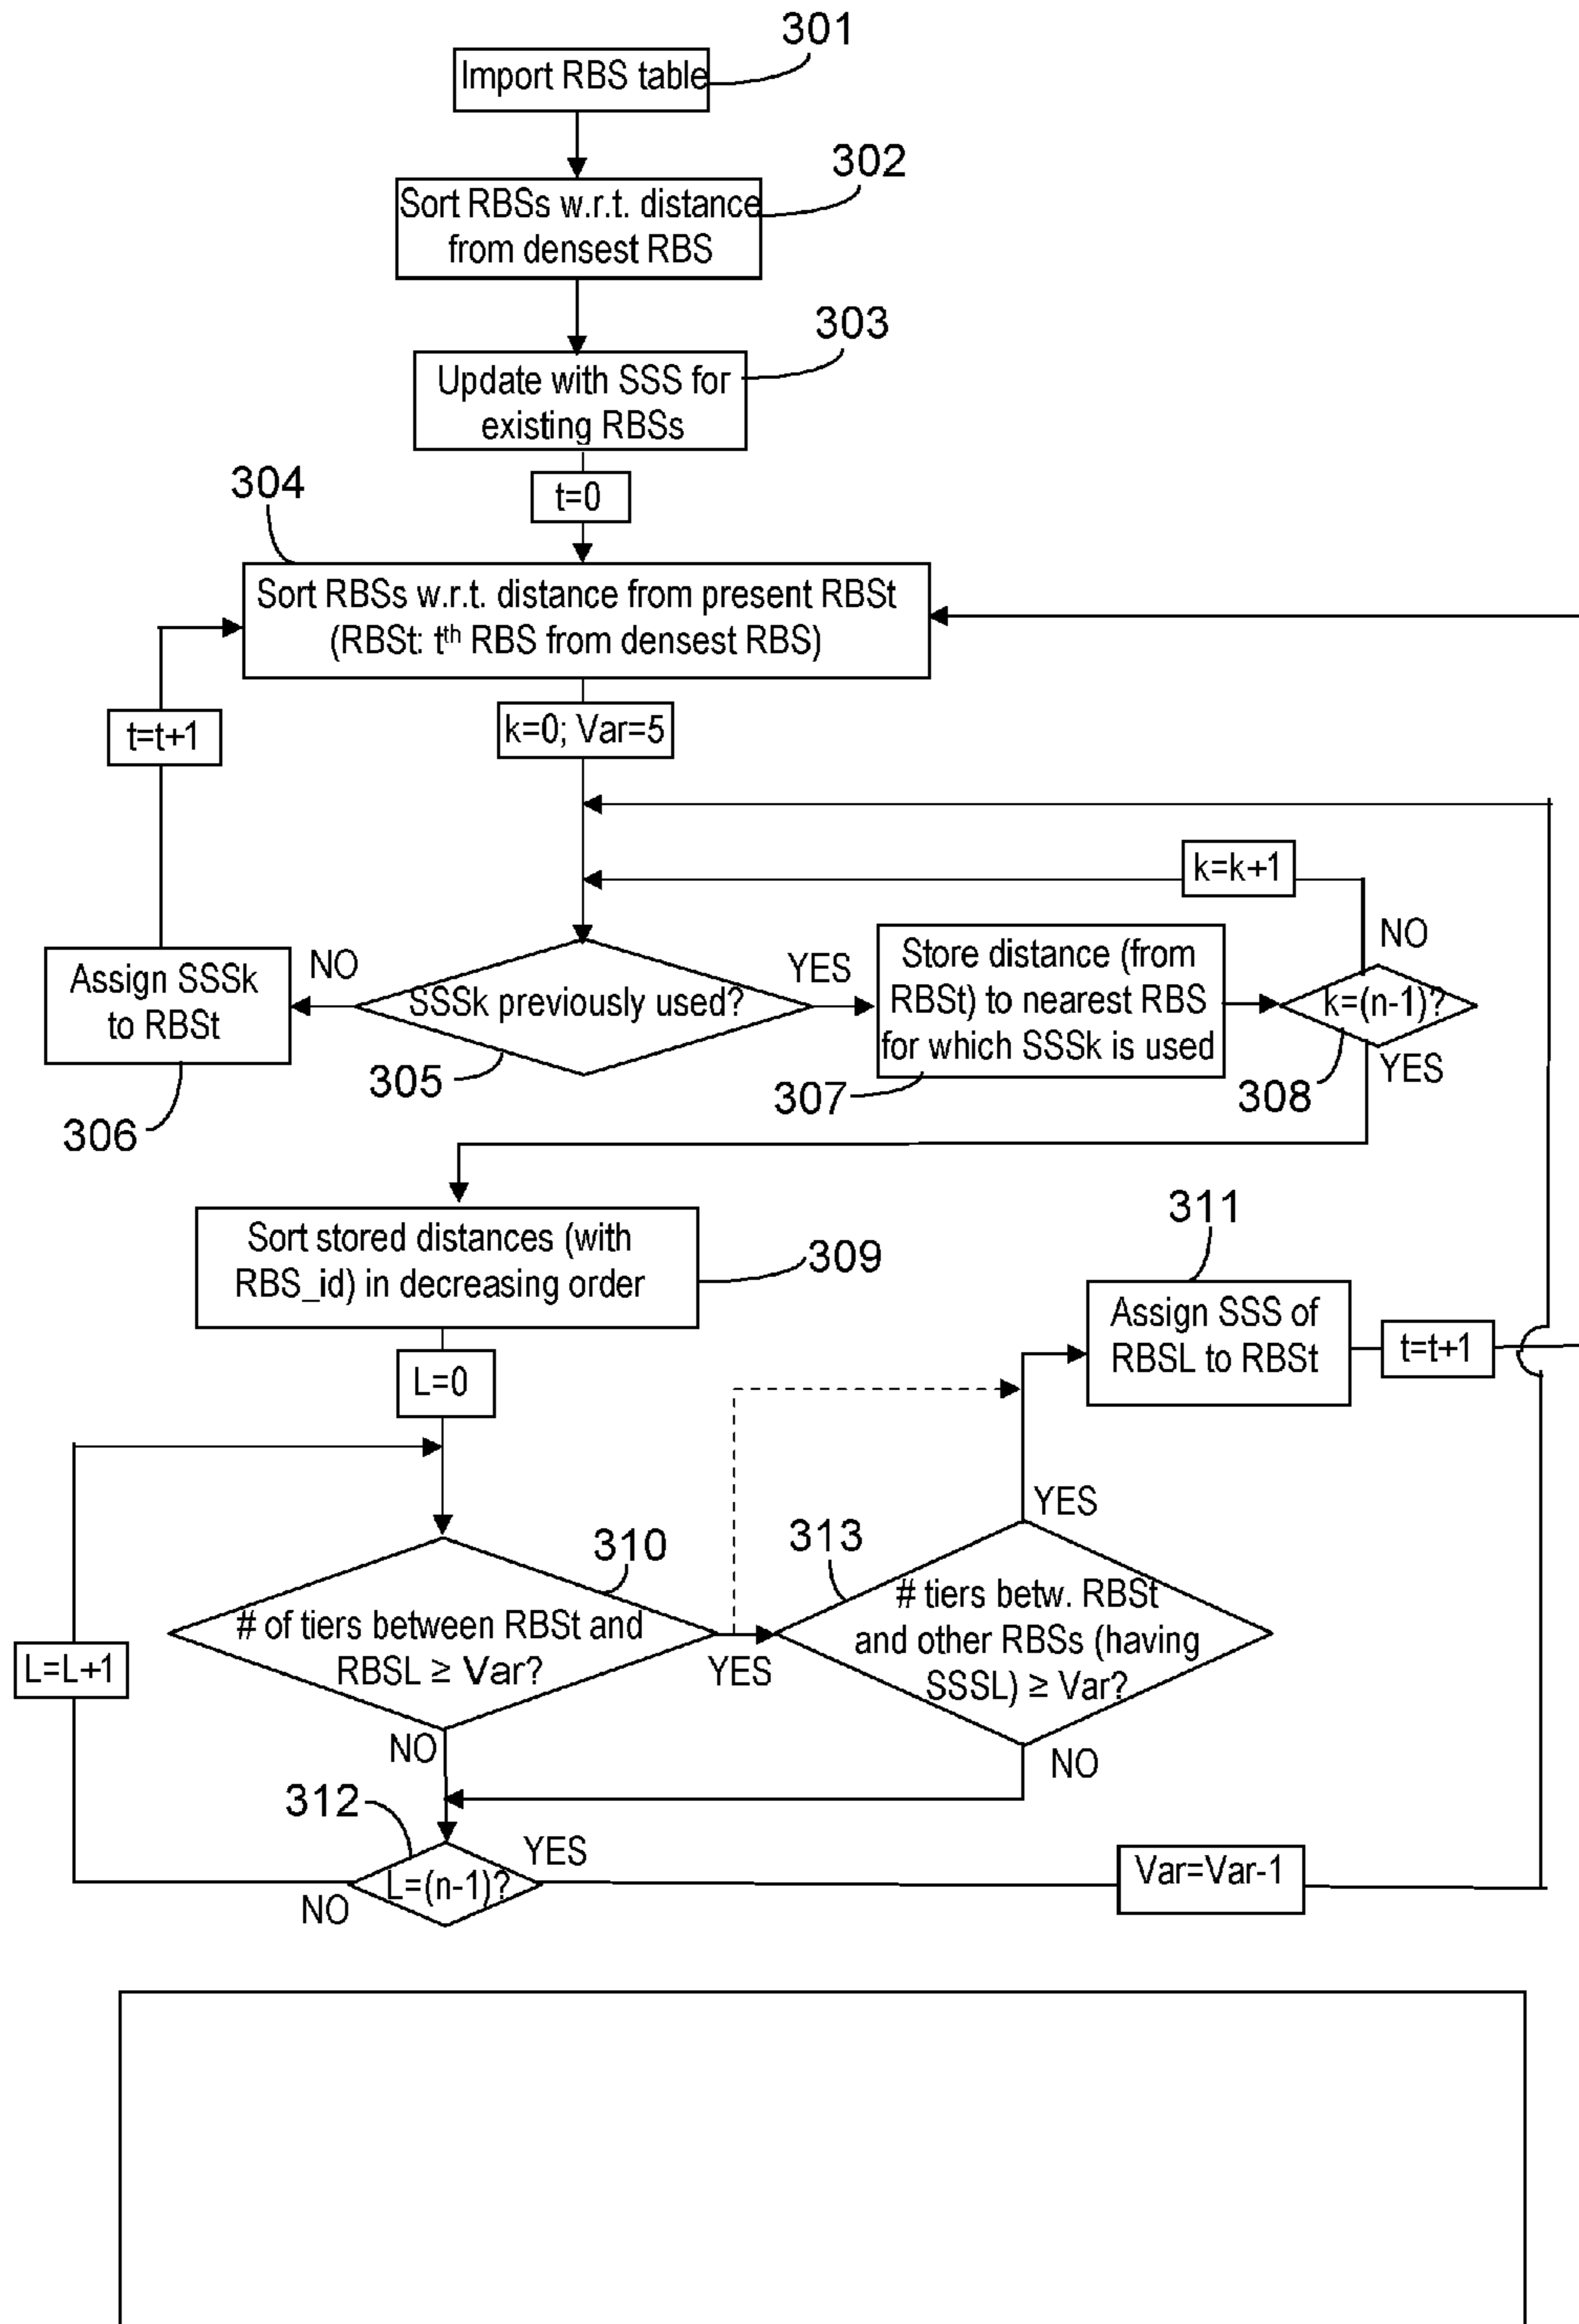 301
Import RBS table
302
Sort RBSs w.r.t. distance
from densest RBS
303
Update with SSS for
existing RBSs
304
t=0
Sort RBSs w.r.t. distance from present RBSt
(RBSt: tth RBS from densest RBS)
t=t+1
k=0; Var=5
k=k+1
NO
Assign SSSk
to RBSt
NO
SSSk previously used?
YES
Store distance (from
RBSt) to nearest RBS
for which SSSk is used
k=(n-1)?
YES
305
307
308
306
Sort stored distances (with
RBS_id) in decreasing order
309
311
Assign SSS of
RBSL to RBSt
t=t+1
L=0
YES
310
313
# of tiers between RBSt and
RBSL ≥ Var?
YES
# tiers betw. RBSt
and other RBSs (having
SSSL) ≥ Var?
L=L+1
NO
NO
312
YES
L=(n-1)?
NO
Var=Var-1